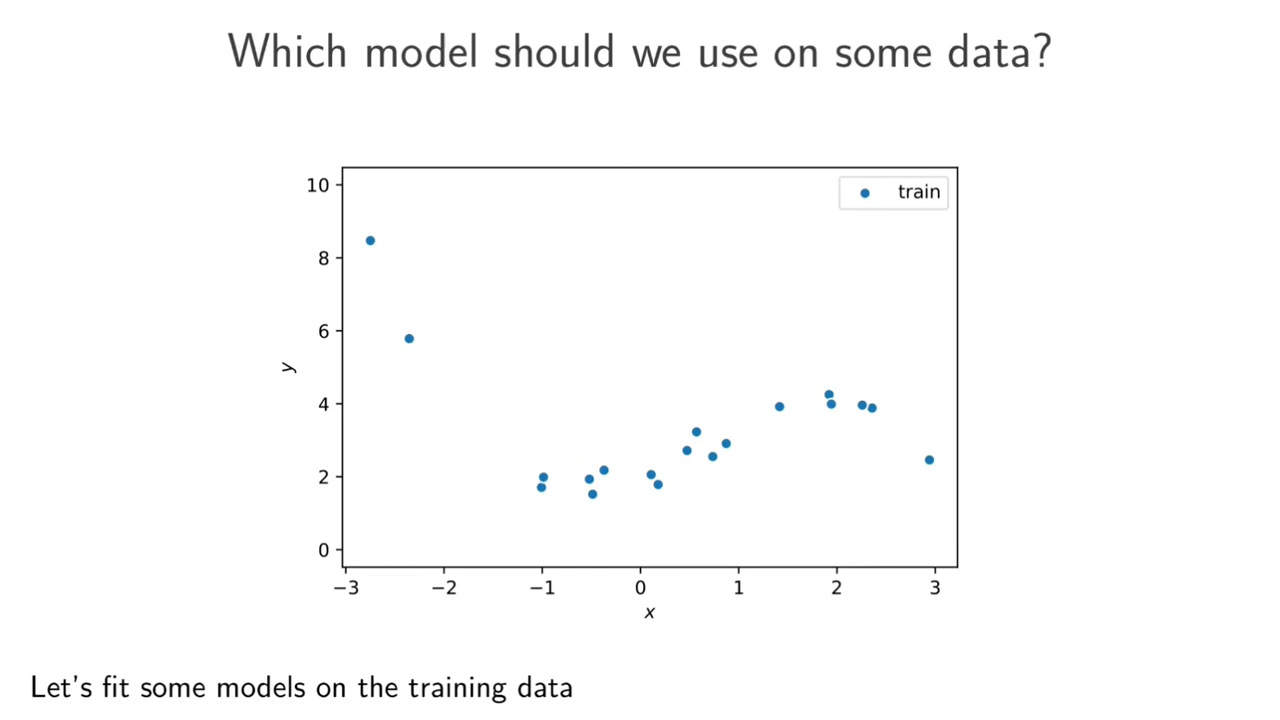 Which model should we use on some data?
train
10
8
6
4
2
0
y
−3 −2 −1 0 1 2 3
x
Let's fit some models on the training data